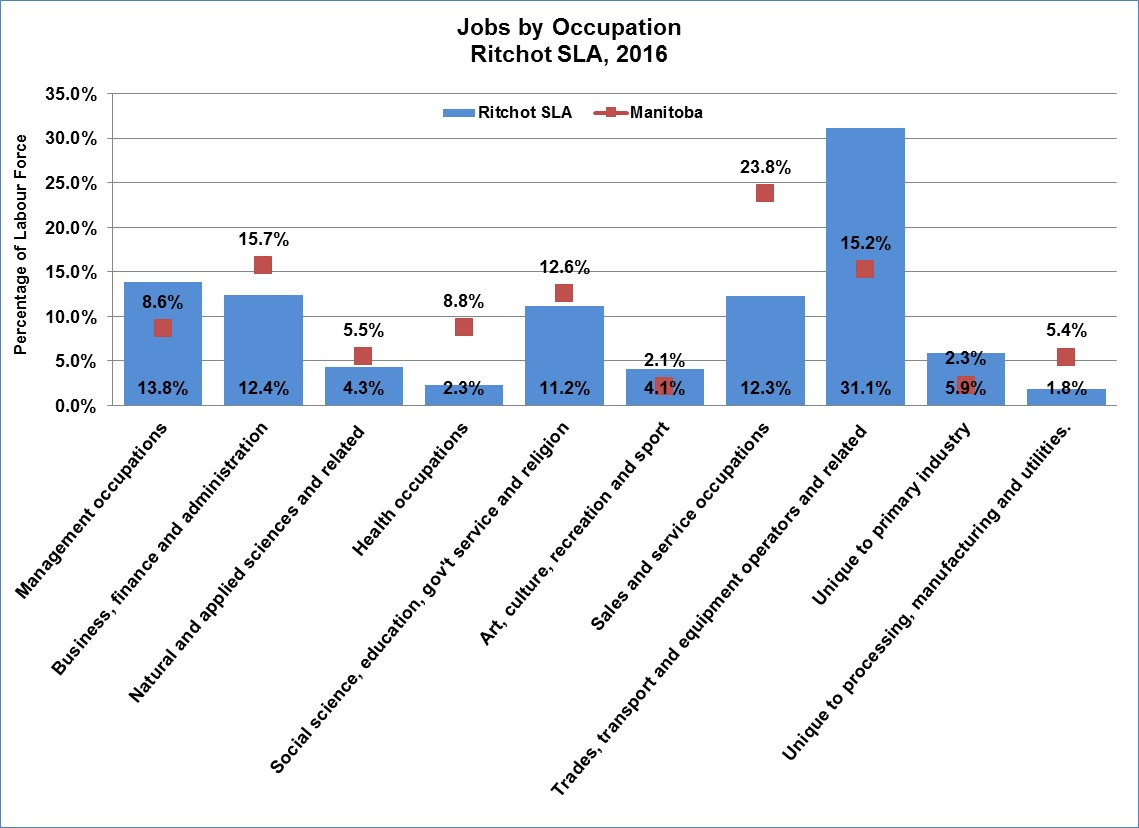 Jobs by Occupation
Ritchot SLA, 2016
Percentage of Labour Force
35.0%
30.0%
25.0%
20.0%
15.0%
10.0%
5.0%
0.0%
Ritchot SLA
Manitoba
8.6%
15.7%
5.5%
8.8%
12.6%
2.1%
23.8%
15.2%
2.3%
5.4%
13.8%
12.4%
4.3%
2.3%
11.2%
4.1%
12.3%
31.1%
5.9%
1.8%
Management occupations
Business, finance and administration
Natural and applied sciences and related
Health occupations
Social science, education, gov't service and religion
Art, culture, recreation and sport
Sales and service occupations
Trades, transport and equipment operators and related
Unique to primary industry
Unique to processing, manufacturing and utilities.